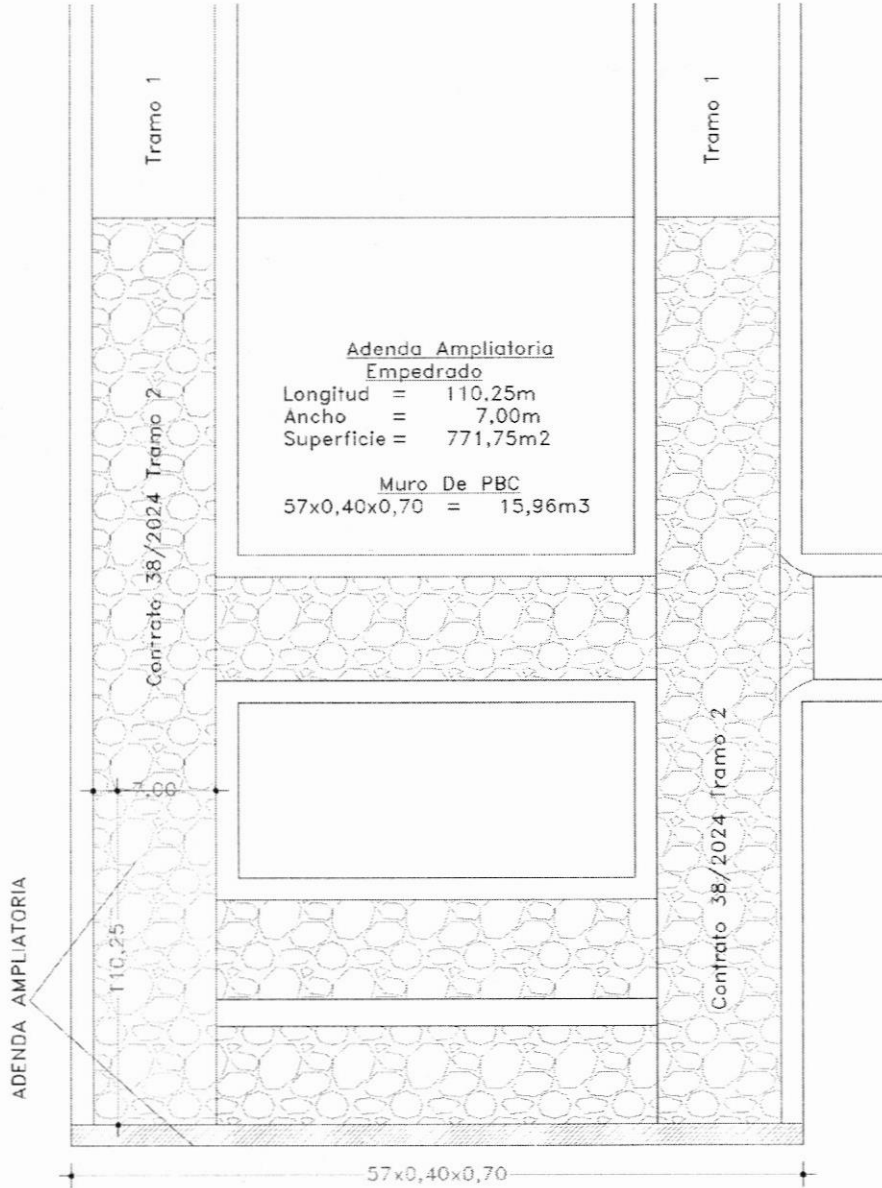 Tramo 1
Tramo 1
Adenda Ampliatoria
Empedrado
Longitud = 110,25m
Ancho = 7,00m
Superficie = 771,75m2
Muro De PBC
57x0,40x0,70 = 15,96m3
Contrato 38/2024 Tramo 2
7,00
Contrato 38/2024 Tramo 2
110,25
ADENDA AMPLIATORIA
57x0,40x0,70